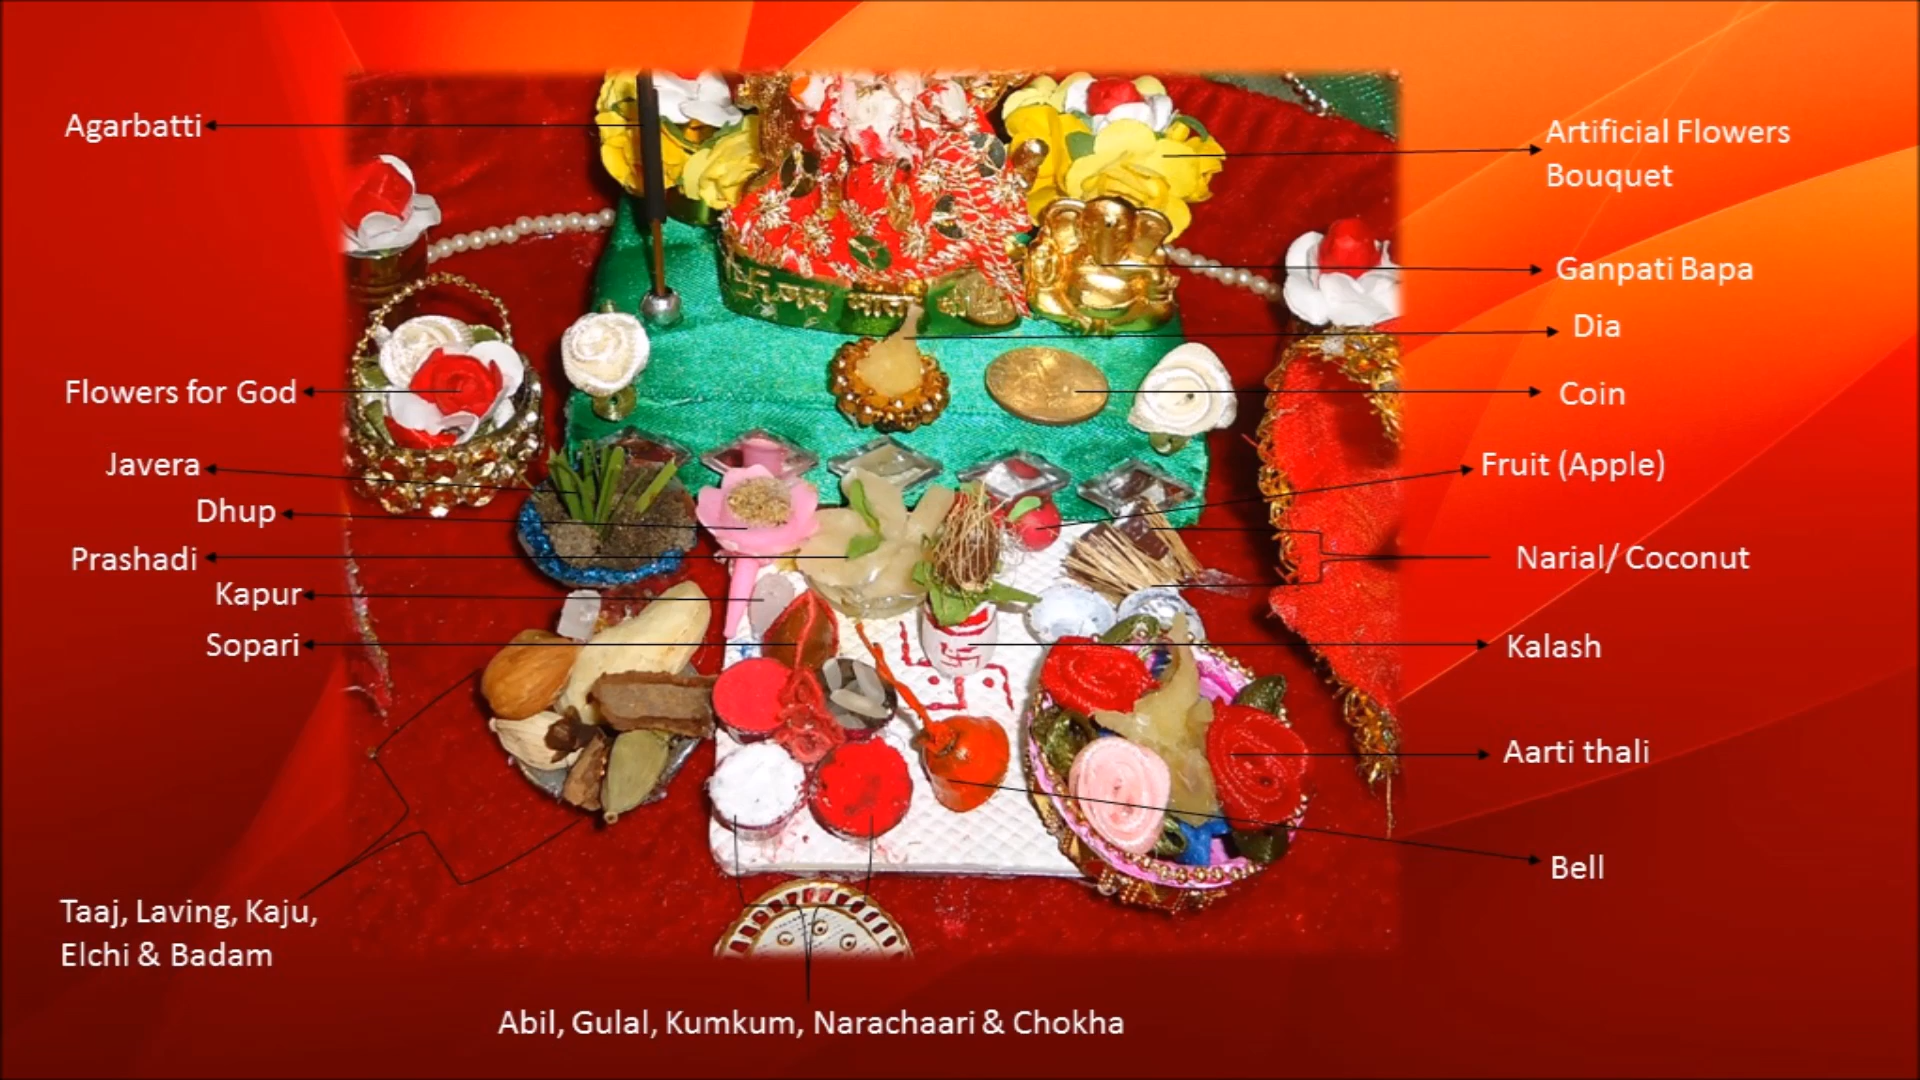 Agarbatti
Flowers for God
Javera
Dhup
Prashadi
Kapur
Sopari
Taaj, Laving, Kaju,
Elchi & Badam
Abil, Gulal, Kumkum, Narachaari & Chokha
Artificial Flowers
Bouquet
Ganpati Bapa
Dia
Coin
Fruit (Apple)
Narial/ Coconut
Kalash
Aarti thali
Bell